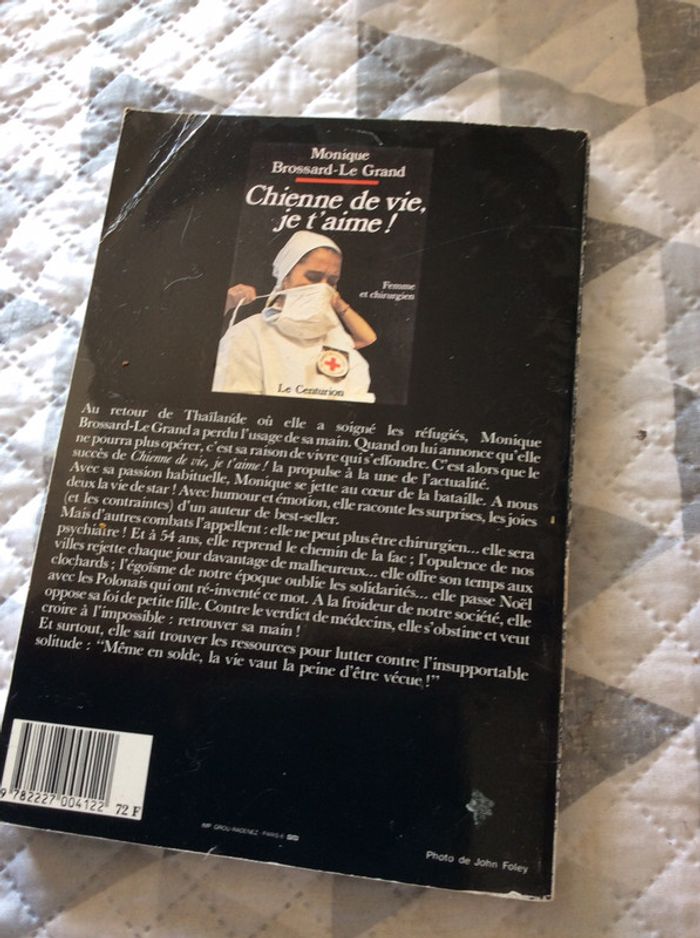 Monique
Brossard-Le Grand
Chienne de vie,
je t'aime !
Femme
et chirurgien
Le Centurion
Au retour de Thaïlande où elle a soigné les réfugiés, Monique
Brossard-Le Grand a perdu l'usage de sa main. Quand on lui annonce qu'elle
ne pourra plus opérer, c'est sa raison de vivre qui s'effondre. C'est alors que le
succès de Chienne de vie, je t'aime ! la propulse à la une de l'actualité.
Avec sa passion habituelle, Monique se jette au cœur de la bataille. A nous
deux la vie de star ! Avec humour et émotion, elle raconte les surprises, les joies
(et les contraintes) d'un auteur de best-seller.
Mais d'autres combats l'appellent : elle ne peut plus être chirurgien... elle sera
psychiatre ! Et à 54 ans, elle reprend le chemin de la fac ; l'opulence de nos
villes rejette chaque jour davantage de malheureux... elle offre son temps aux
clochards ; l'égoïsme de notre époque oublie les solidarités... elle passe Noël
avec les Polonais qui ont ré-inventé ce mot. A la froideur de notre société, elle
oppose sa foi de petite fille. Contre le verdict de médecins, elle s'obstine et veut
croire à l'impossible : retrouver sa main !
Et surtout, elle sait trouver les ressources pour lutter contre l'insupportable
solitude : “Même en solde, la vie vaut la peine d'être vécue !”
9 782227 004122
72 F
IMP. GROU-RADENEZ - PARIS 6
Photo de John Foley